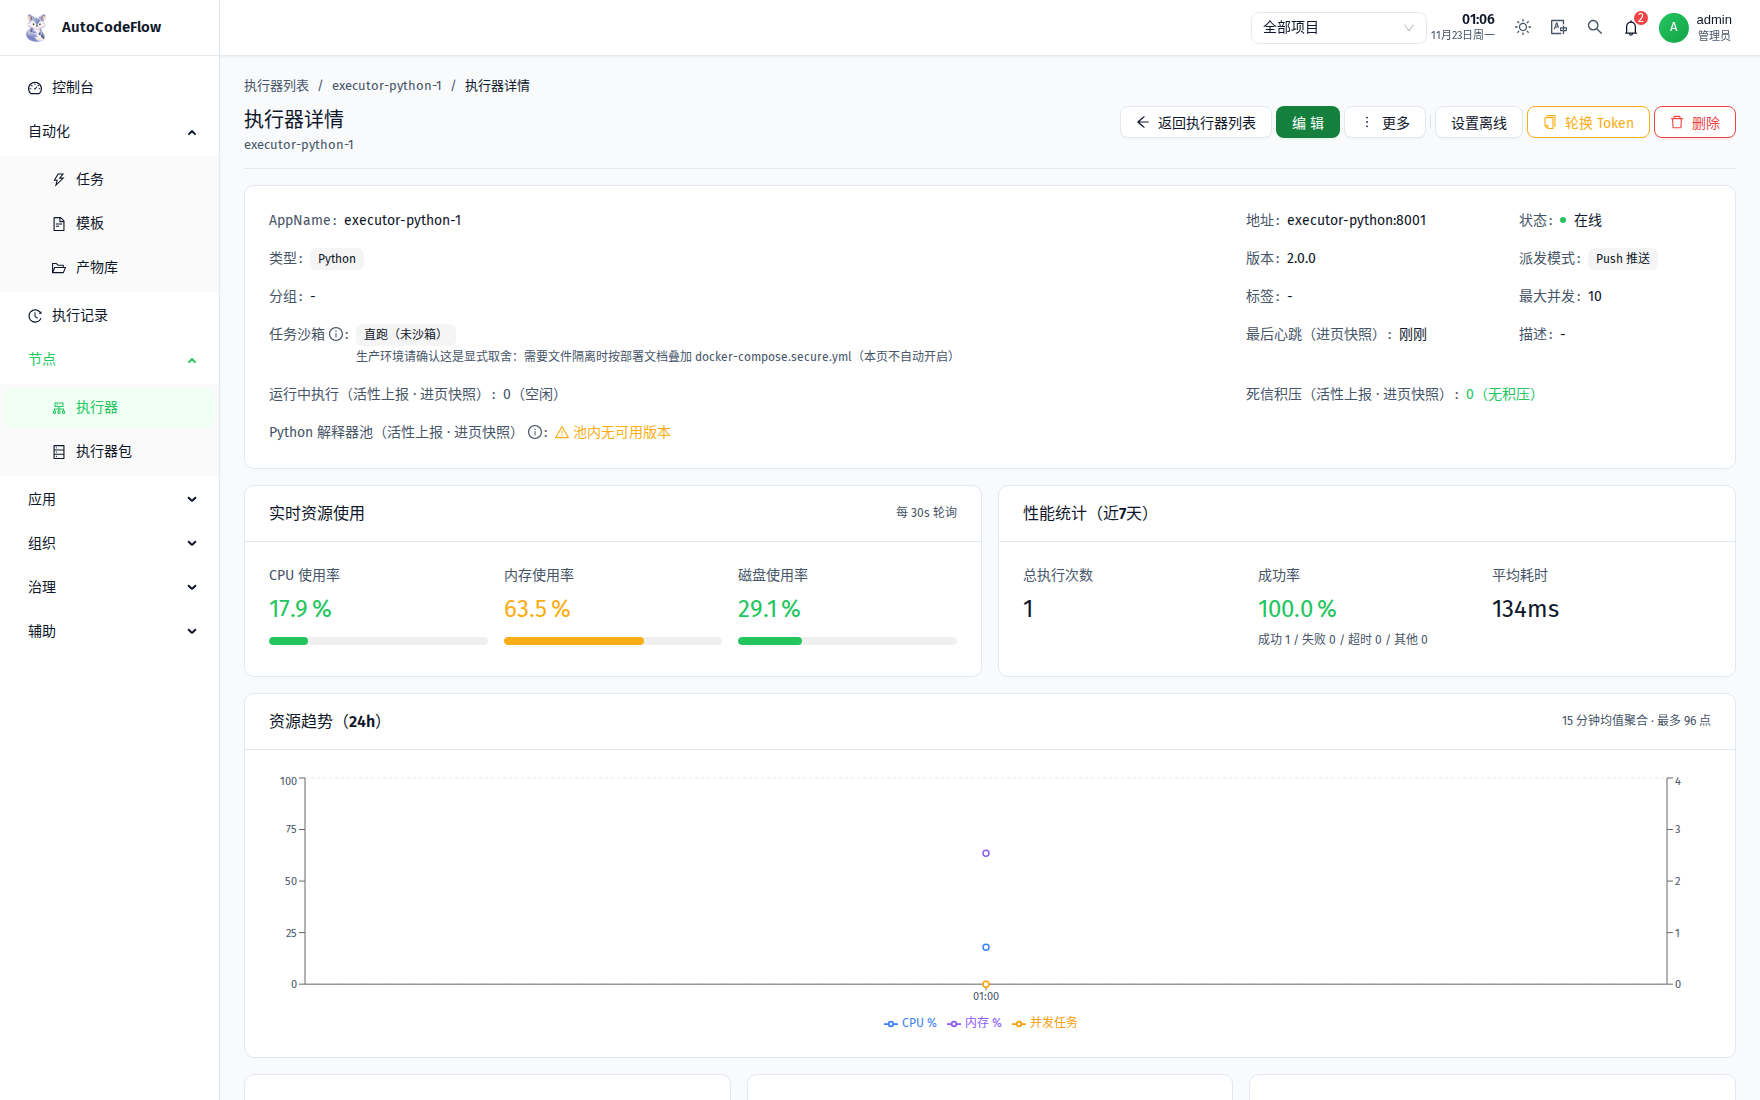 AutoCodeFlow
全部项目
01:06
11月23日周一
2
A
admin
管理员
控制台
自动化
任务
模板
产物库
执行记录
节点
执行器
执行器包
应用
组织
治理
辅助
执行器列表 / executor-python-1 / 执行器详情
执行器详情
executor-python-1
返回执行器列表
编 辑
更多
设置离线
轮换 Token
删除
AppName: executor-python-1
地址: executor-python:8001
状态: 在线
类型: Python
版本: 2.0.0
派发模式: Push 推送
分组: -
标签: -
最大并发: 10
任务沙箱 : 直跑（未沙箱）
生产环境请确认这是显式取舍：需要文件隔离时按部署文档叠加 docker-compose.secure.yml（本页不自动开启）
最后心跳（进页快照）: 刚刚
描述: -
运行中执行（活性上报 · 进页快照）: 0（空闲）
死信积压（活性上报 · 进页快照）: 0（无积压）
Python 解释器池（活性上报 · 进页快照） : 池内无可用版本
实时资源使用
每 30s 轮询
CPU 使用率
17.9 %
内存使用率
63.5 %
磁盘使用率
29.1 %
性能统计（近7天）
总执行次数
1
成功率
100.0 %
成功 1 / 失败 0 / 超时 0 / 其他 0
平均耗时
134ms
资源趋势（24h）
15 分钟均值聚合 · 最多 96 点
100
75
50
25
0
4
3
2
1
0
01:00
CPU %
内存 %
并发任务